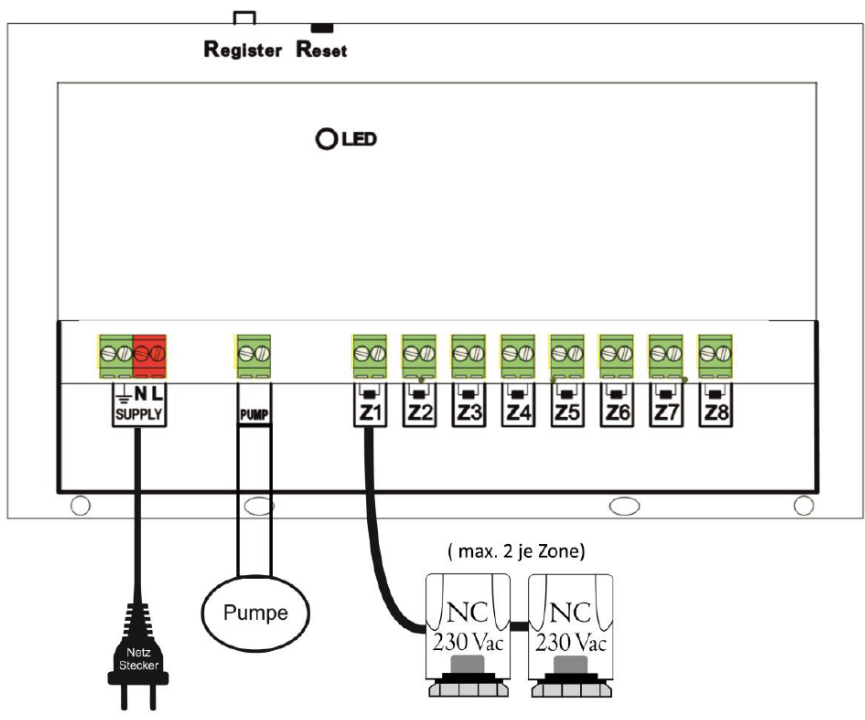 Register Reset
LED
N L
SUPPLY
PUMP
Z1 Z2 Z3 Z4 Z5 Z6 Z7 Z8
( max. 2 je Zone)
Pumpe
NC
230 Vac
NC
230 Vac
Netz
Stecker